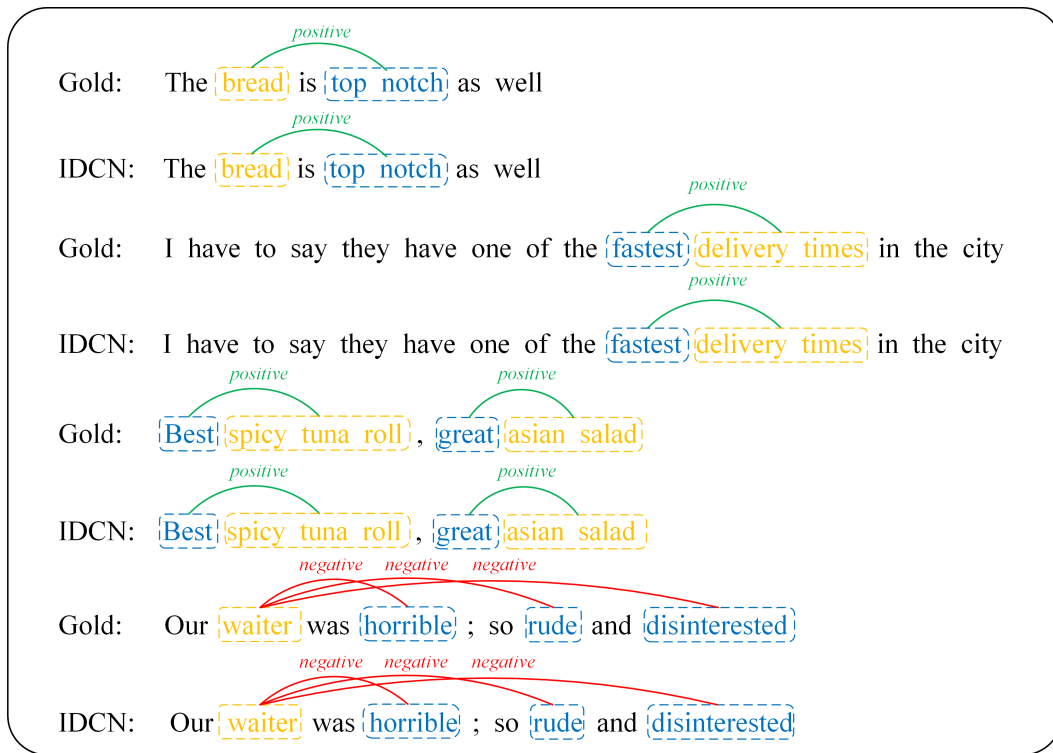 positive
Gold: The bread is top notch as well
positive
IDCN: The bread is top notch as well
positive
Gold: I have to say they have one of the fastest delivery times in the city
positive
IDCN: I have to say they have one of the fastest delivery times in the city
positive positive
Gold: Best spicy tuna roll , great asian salad
positive positive
IDCN: Best spicy tuna roll , great asian salad
negative negative negative
Gold: Our waiter was horrible ; so rude and disinterested
negative negative negative
IDCN: Our waiter was horrible ; so rude and disinterested